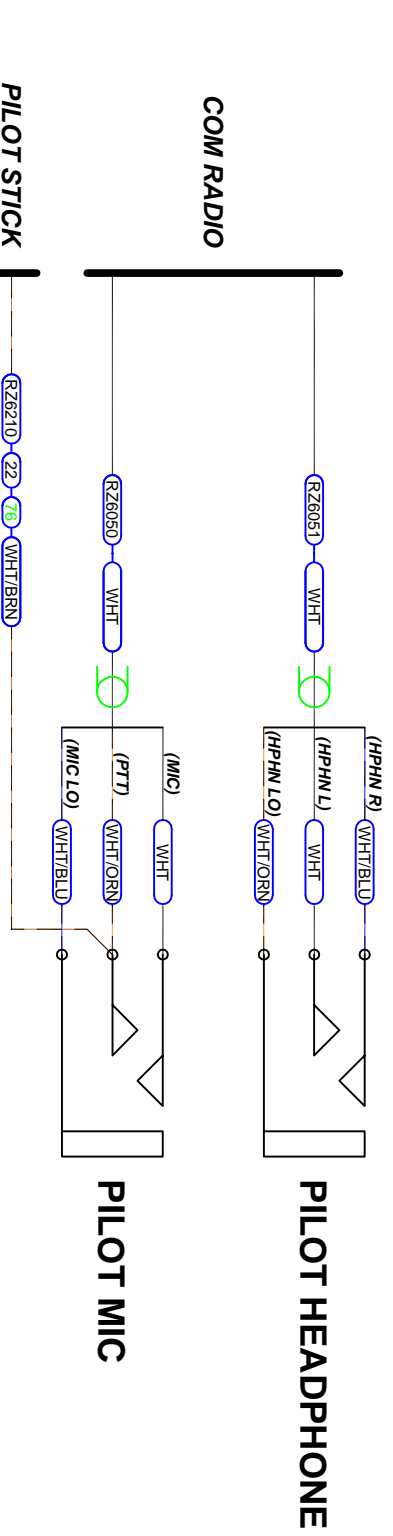 COM RADIO
PILOT STICK
RZ6051
WHT
(HPHN R)
WHT/BLU
(HPHN L)
WHT
(HPHN LO)
WHT/ORN
PILOT HEADPHONE
RZ6050
WHT
(MIC)
WHT
(PTT)
WHT/ORN
(MIC LO)
WHT/BLU
PILOT MIC
RZ6210 22 76 WHT/BRN